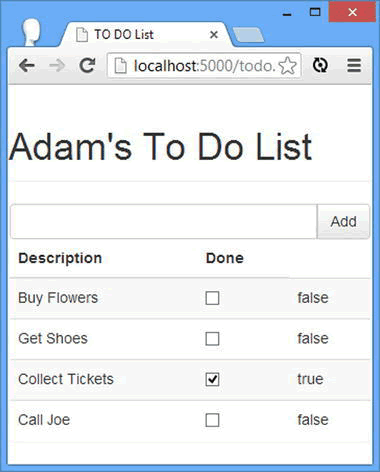 TO DO List
localhost:5000/todo.
Adam's To Do List
Add
Description Done
Buy Flowers false
Get Shoes false
Collect Tickets true
Call Joe false